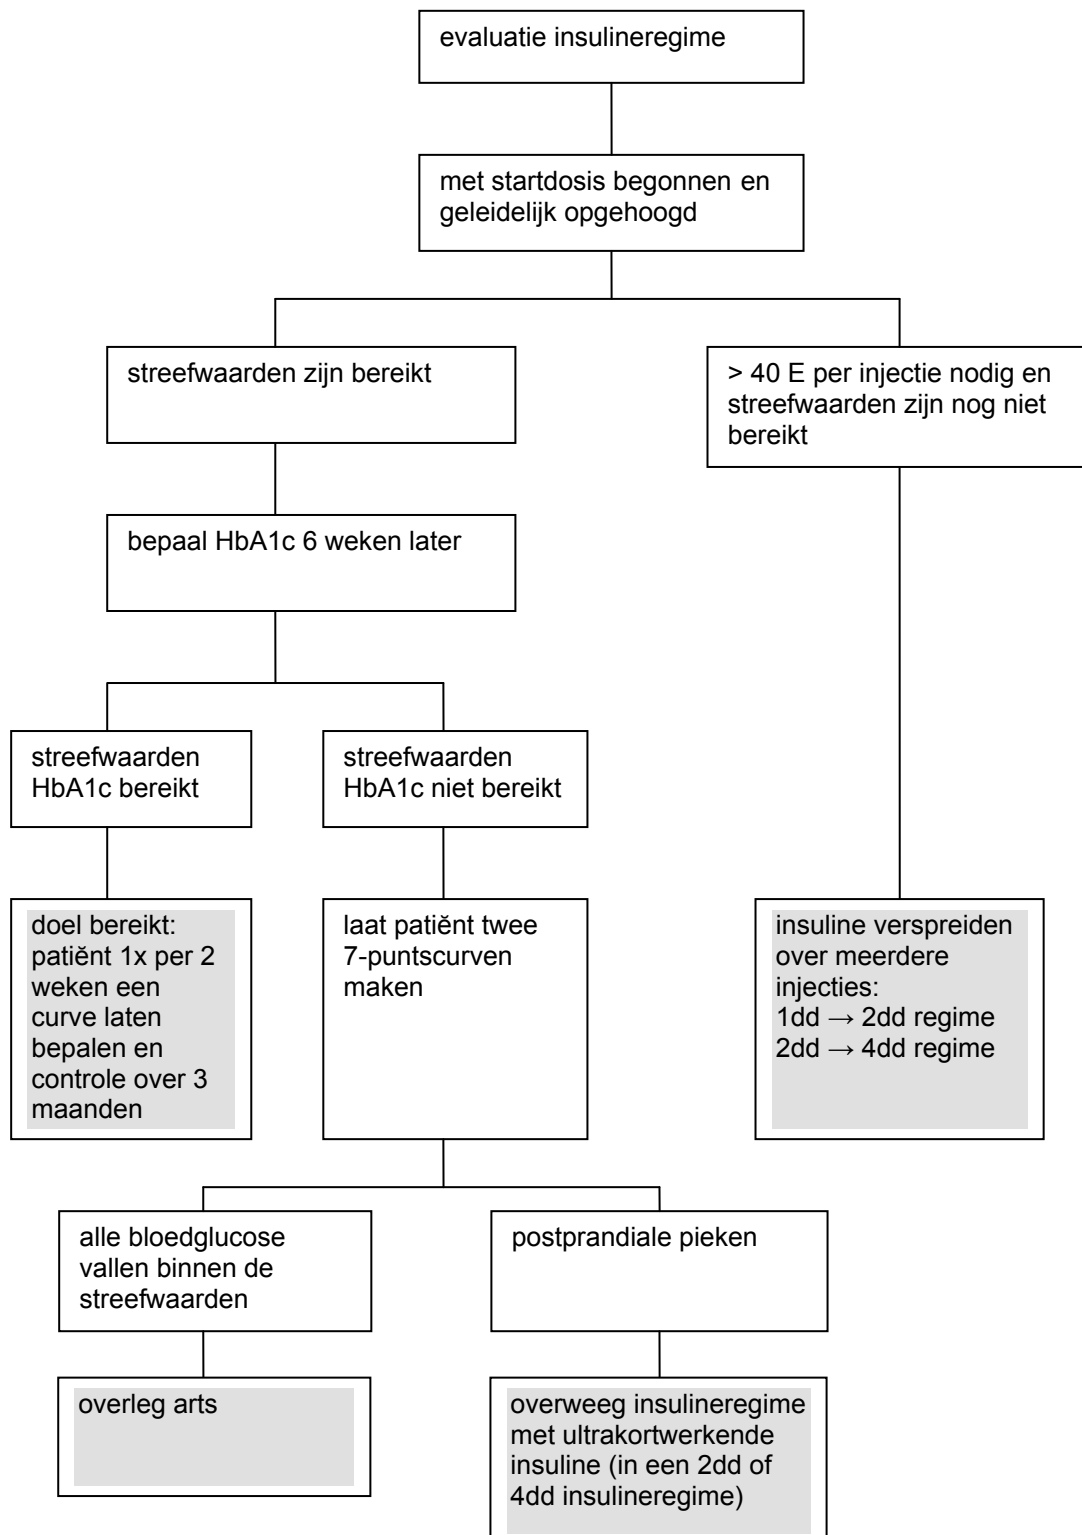 evaluatie insulineregime
met startdosis begonnen en
geleidelijk opgehoogd
streefwaarden zijn bereikt
> 40 E per injectie nodig en
streefwaarden zijn nog niet
bereikt
bepaal HbA1c 6 weken later
streefwaarden
HbA1c bereikt
streefwaarden
HbA1c niet bereikt
doel bereikt:
patiënt 1x per 2
weken een
curve laten
bepalen en
controle over 3
maanden
laat patiënt twee
7-puntscurven
maken
insuline verspreiden
over meerdere
injecties:
1dd → 2dd regime
2dd → 4dd regime
alle bloedglucose
vallen binnen de
streefwaarden
postprandiale pieken
overleg arts
overweeg insulineregime
met ultrakortwerkende
insuline (in een 2dd of
4dd insulineregime)